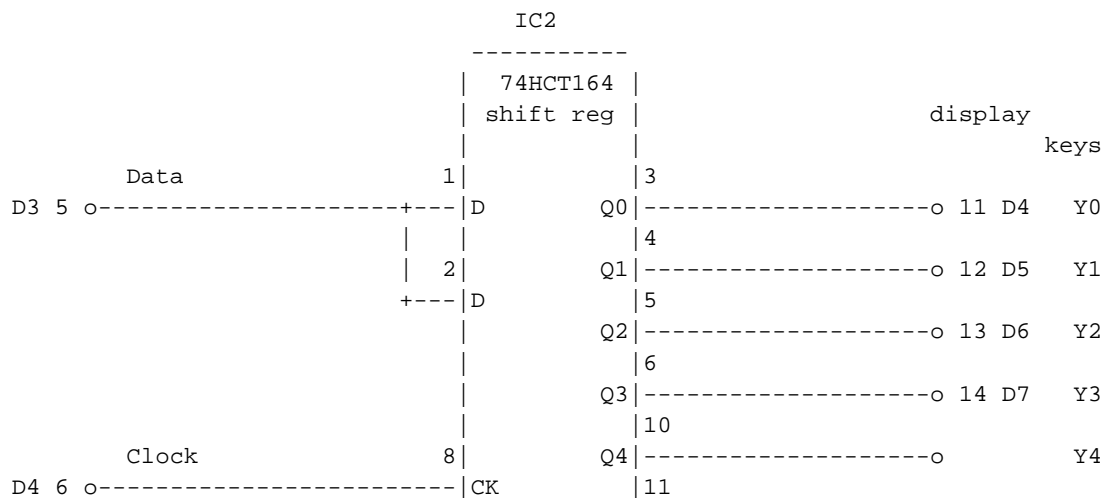 IC2
-----------
| 74HCT164 |
| shift reg | display
| | keys
Data 1| |3
D3 5 o--------------------+---|D Q0|------------------o 11 D4 Y0
| | |4
| 2| Q1|------------------o 12 D5 Y1
+---|D |5
| Q2|------------------o 13 D6 Y2
| |6
| Q3|------------------o 14 D7 Y3
| |10
Clock 8| Q4|------------------o Y4
D4 6 o-----------------------|CK |11